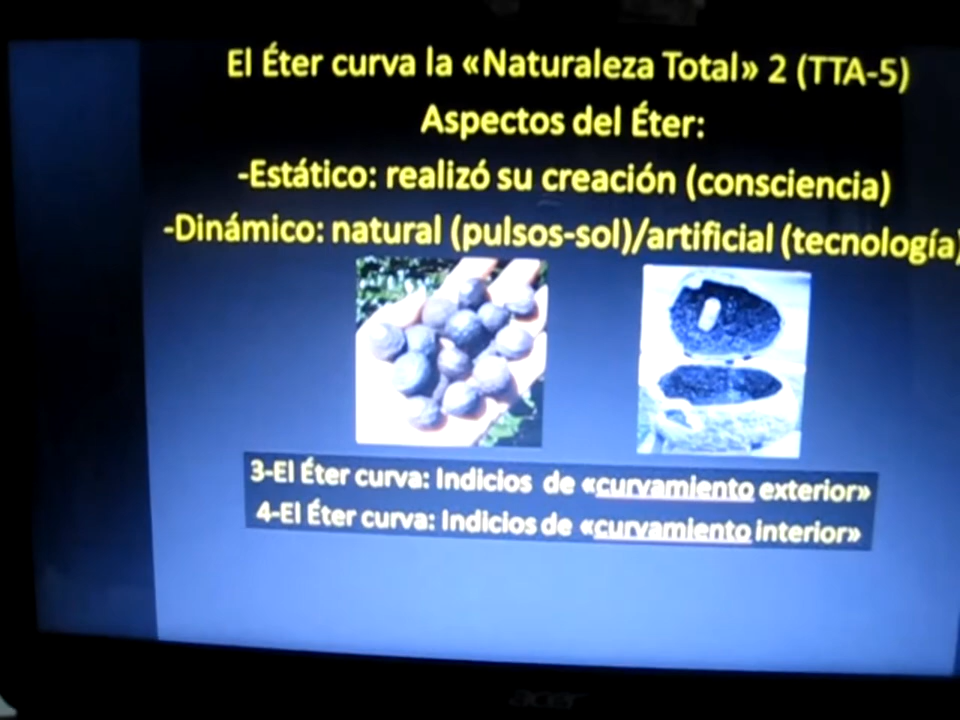 El Éter curva la «Naturaleza Total» 2 (TTA-5)
Aspectos del Éter:
-Estático: realizó su creación (consciencia)
-Dinámico: natural (pulsos-sol)/artificial (tecnología)
3-El Éter curva: Indicios de «curvamiento exterior»
4-El Éter curva: Indicios de «curvamiento interior»
acer